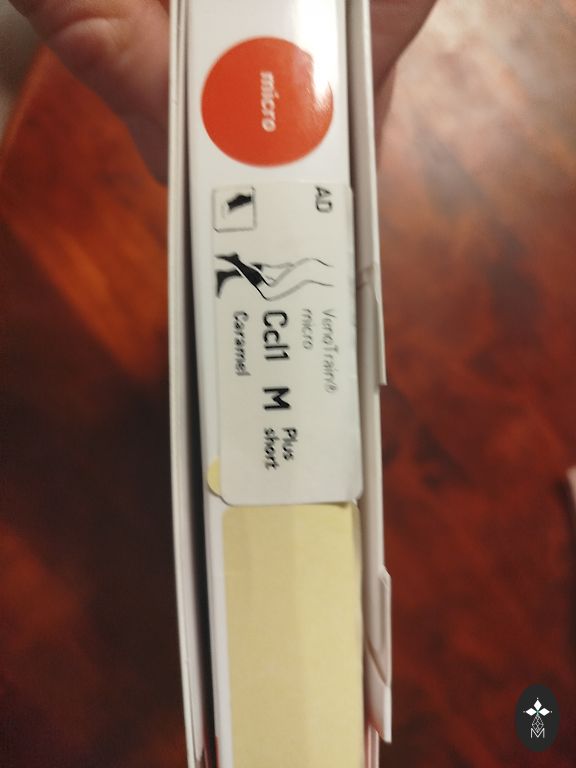 micro
AD
VenoTrain®
micro
Ccl1 M Plus
short
Caramel
M